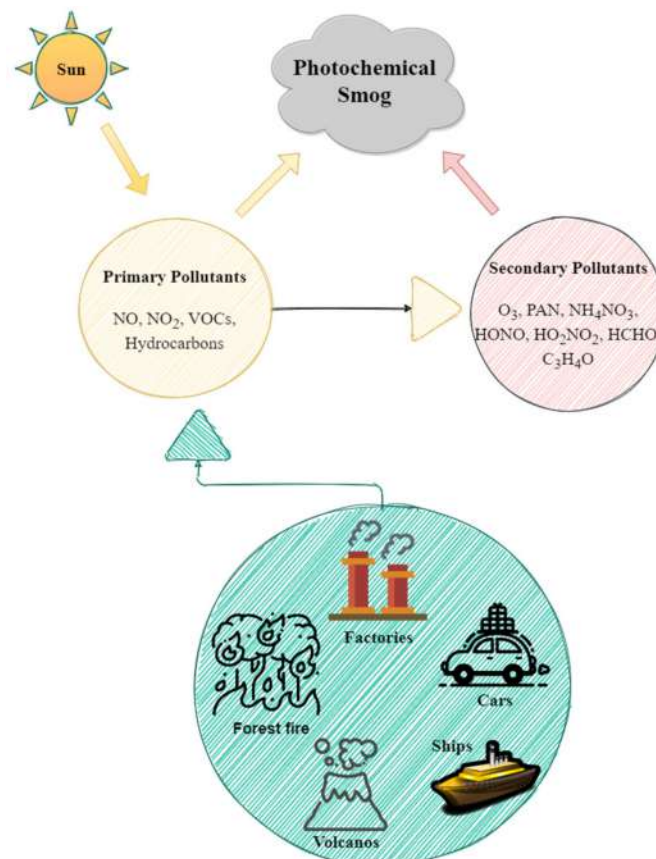 Sun
Photochemical
Smog
Primary Pollutants
NO, NO₂, VOCs,
Hydrocarbons
Secondary Pollutants
O₃, PAN, NH₄NO₃,
HONO, HO₂NO₂, HCHO
C₃H₄O
Factories
Cars
Forest fire
Ships
Volcanos